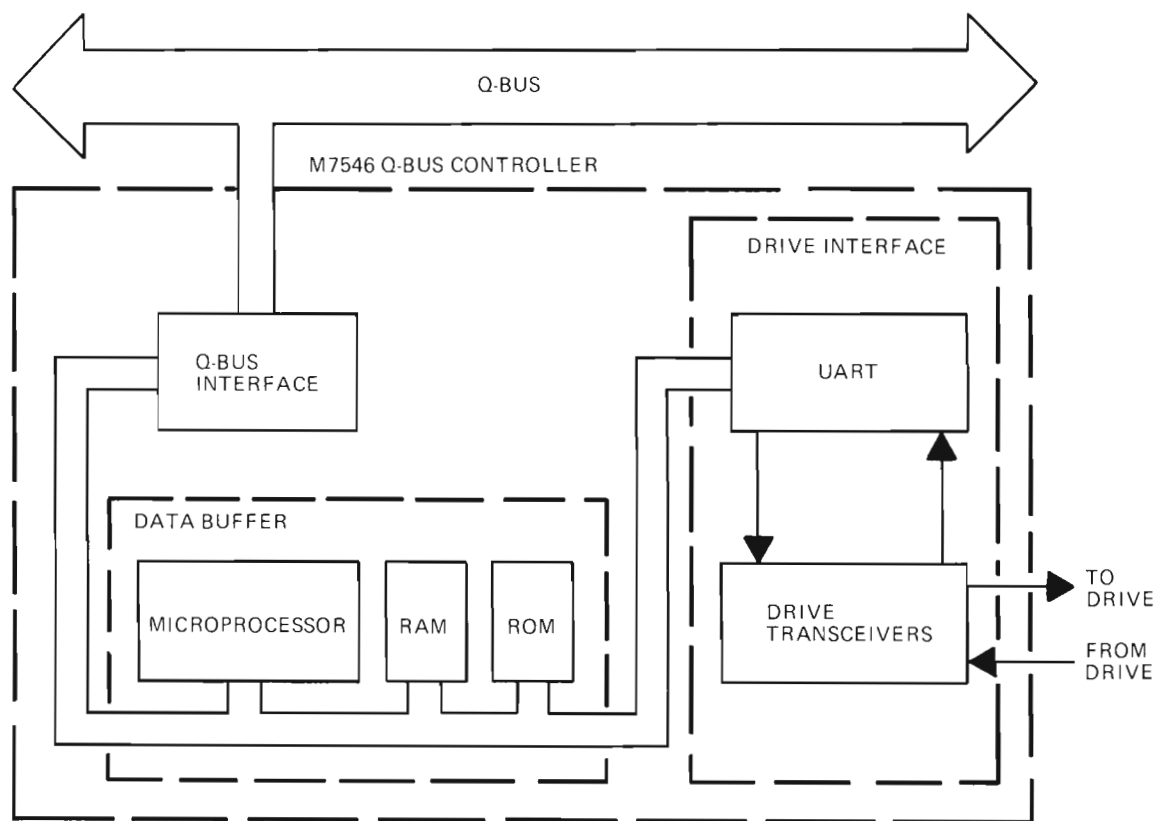 Q-BUS
M7546 Q-BUS CONTROLLER
DRIVE INTERFACE
Q-BUS
INTERFACE
UART
DATA BUFFER
MICROPROCESSOR
RAM
ROM
DRIVE
TRANSCEIVERS
TO
DRIVE
FROM
DRIVE